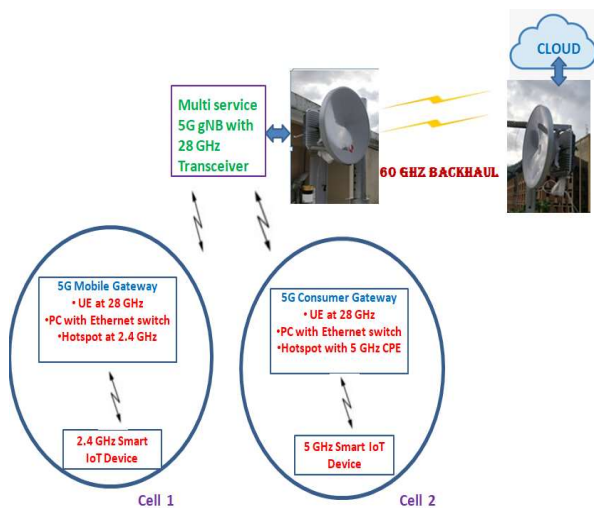 CLOUD
Multi service
5G gNB with
28 GHz
Transceiver
60 GHZ BACKHAUL
5G Mobile Gateway
• UE at 28 GHz
•PC with Ethernet switch
•Hotspot at 2.4 GHz
2.4 GHz Smart
IoT Device
Cell 1
5G Consumer Gateway
• UE at 28 GHz
•PC with Ethernet switch
•Hotspot with 5 GHz CPE
5 GHz Smart IoT
Device
Cell 2